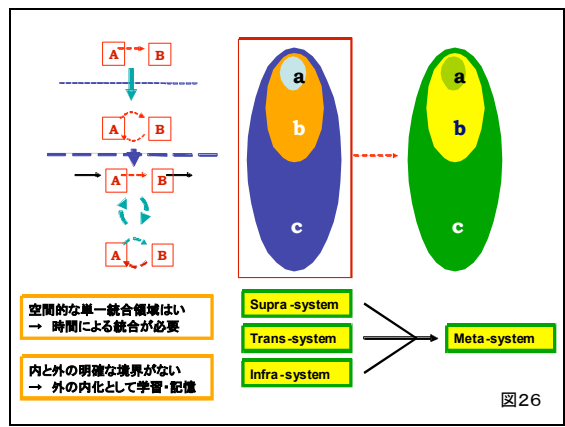 A B
A B
A B
A B
a
b
c
a
b
c
空間的な単一統合領域はい
→ 時間による統合が必要
内と外の明確な境界がない
→ 外の内化として学習・記憶
Supra-system
Trans-system
Infra-system
Meta-system
図26